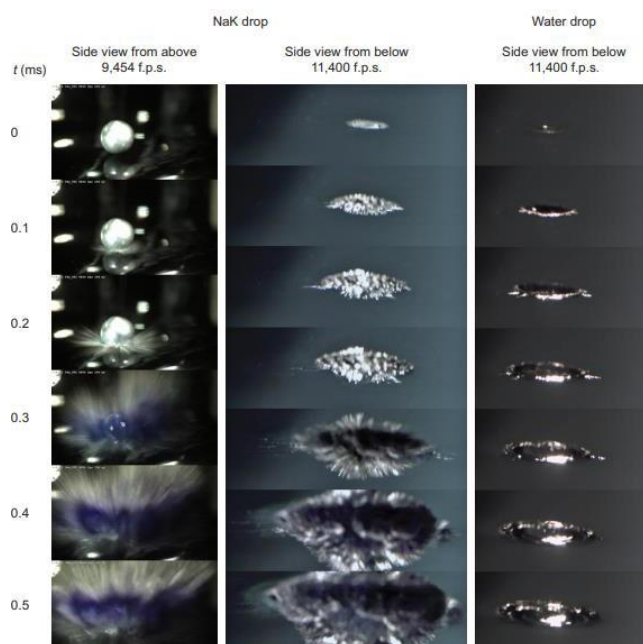 NaK drop
Water drop
Side view from above
9,454 f.p.s.
Side view from below
11,400 f.p.s.
Side view from below
11,400 f.p.s.
t (ms)
0
0.1
0.2
0.3
0.4
0.5